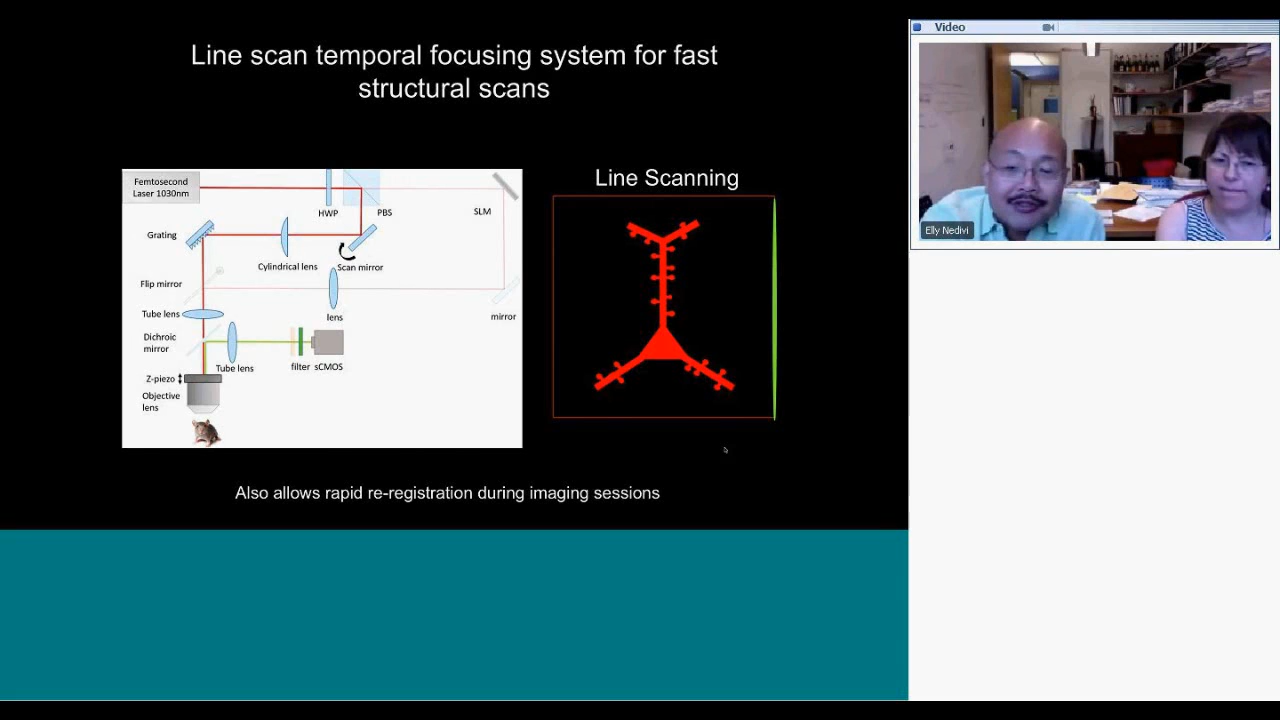 Line scan temporal focusing system for fast
structural scans
Video
Femtosecond
Laser 1030nm
HWP
PBS
SLM
Grating
Cylindrical lens
Scan mirror
Flip mirror
Tube lens
lens
mirror
Dichroic
mirror
Tube lens
filter
sCMOS
Z-piezo
Objective
lens
Line Scanning
Elly Nedivi
Also allows rapid re-registration during imaging sessions